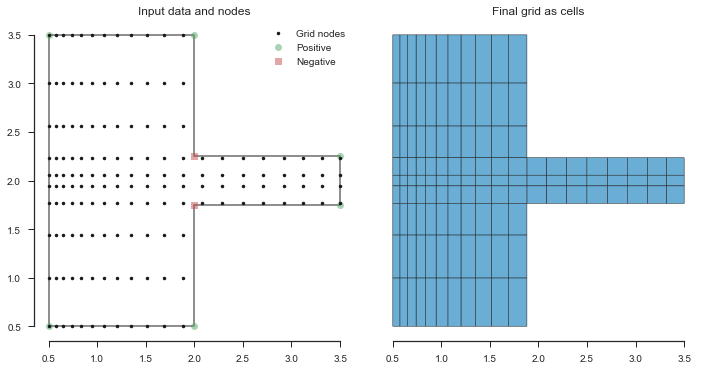 Input data and nodes
Final grid as cells
Grid nodes
Positive
Negative
3.5
3.0
2.5
2.0
1.5
1.0
0.5
0.5 1.0 1.5 2.0 2.5 3.0 3.5
0.5 1.0 1.5 2.0 2.5 3.0 3.5